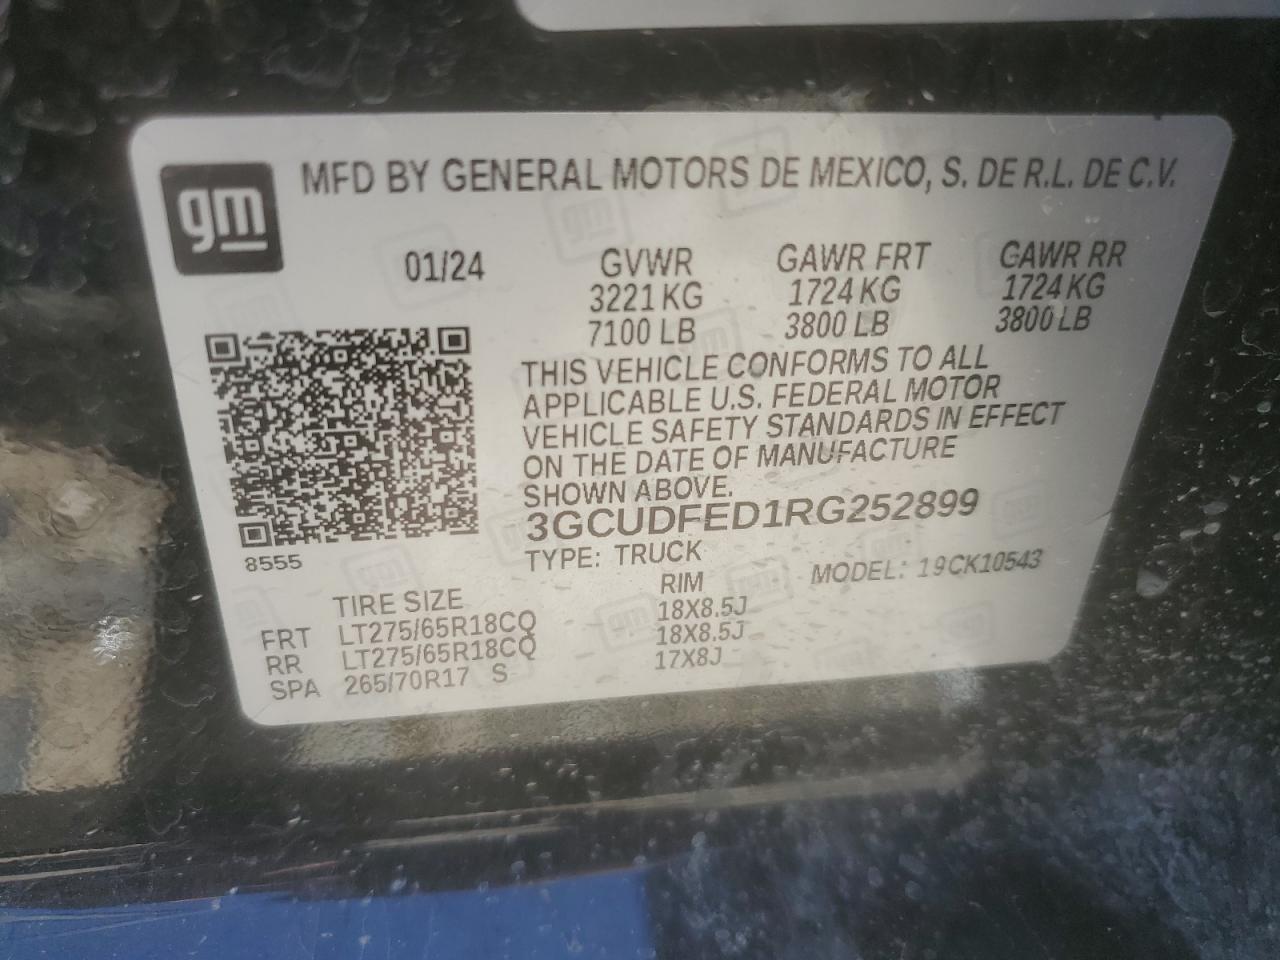 gm
MFD BY GENERAL MOTORS DE MEXICO, S. DE R.L. DE C.V.
01/24 GVWR GAWR FRT GAWR RR
3221 KG 1724 KG 1724 KG
7100 LB 3800 LB 3800 LB
THIS VEHICLE CONFORMS TO ALL
APPLICABLE U.S. FEDERAL MOTOR
VEHICLE SAFETY STANDARDS IN EFFECT
ON THE DATE OF MANUFACTURE
SHOWN ABOVE.
3GCUDFED1RG252899
8555
TYPE: TRUCK MODEL: 19CK10543
TIRE SIZE RIM
FRT LT275/65R18CQ 18X8.5J
RR LT275/65R18CQ 18X8.5J
SPA 265/70R17 S 17X8J